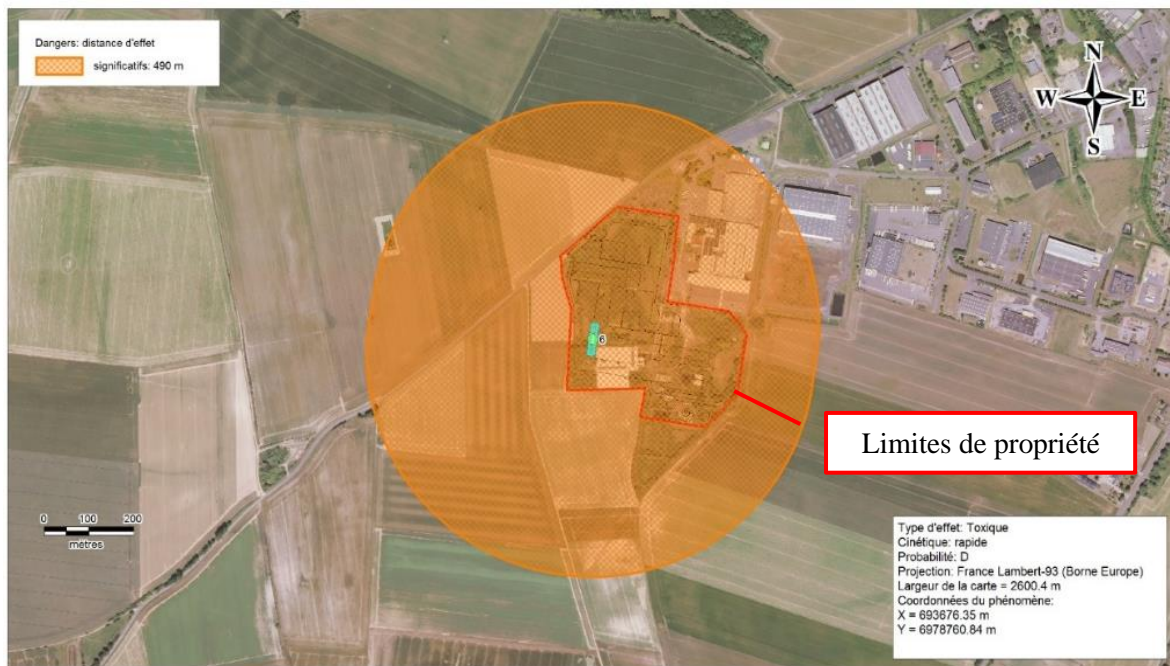 Dangers: distance d'effet
significatifs: 490 m
N
W E
S
6
Limites de propriété
0 100 200
mètres
Type d'effet: Toxique
Cinétique: rapide
Probabilité: D
Projection: France Lambert-93 (Borne Europe)
Largeur de la carte = 2600.4 m
Coordonnées du phénomène:
X = 693676.35 m
Y = 6978760.84 m